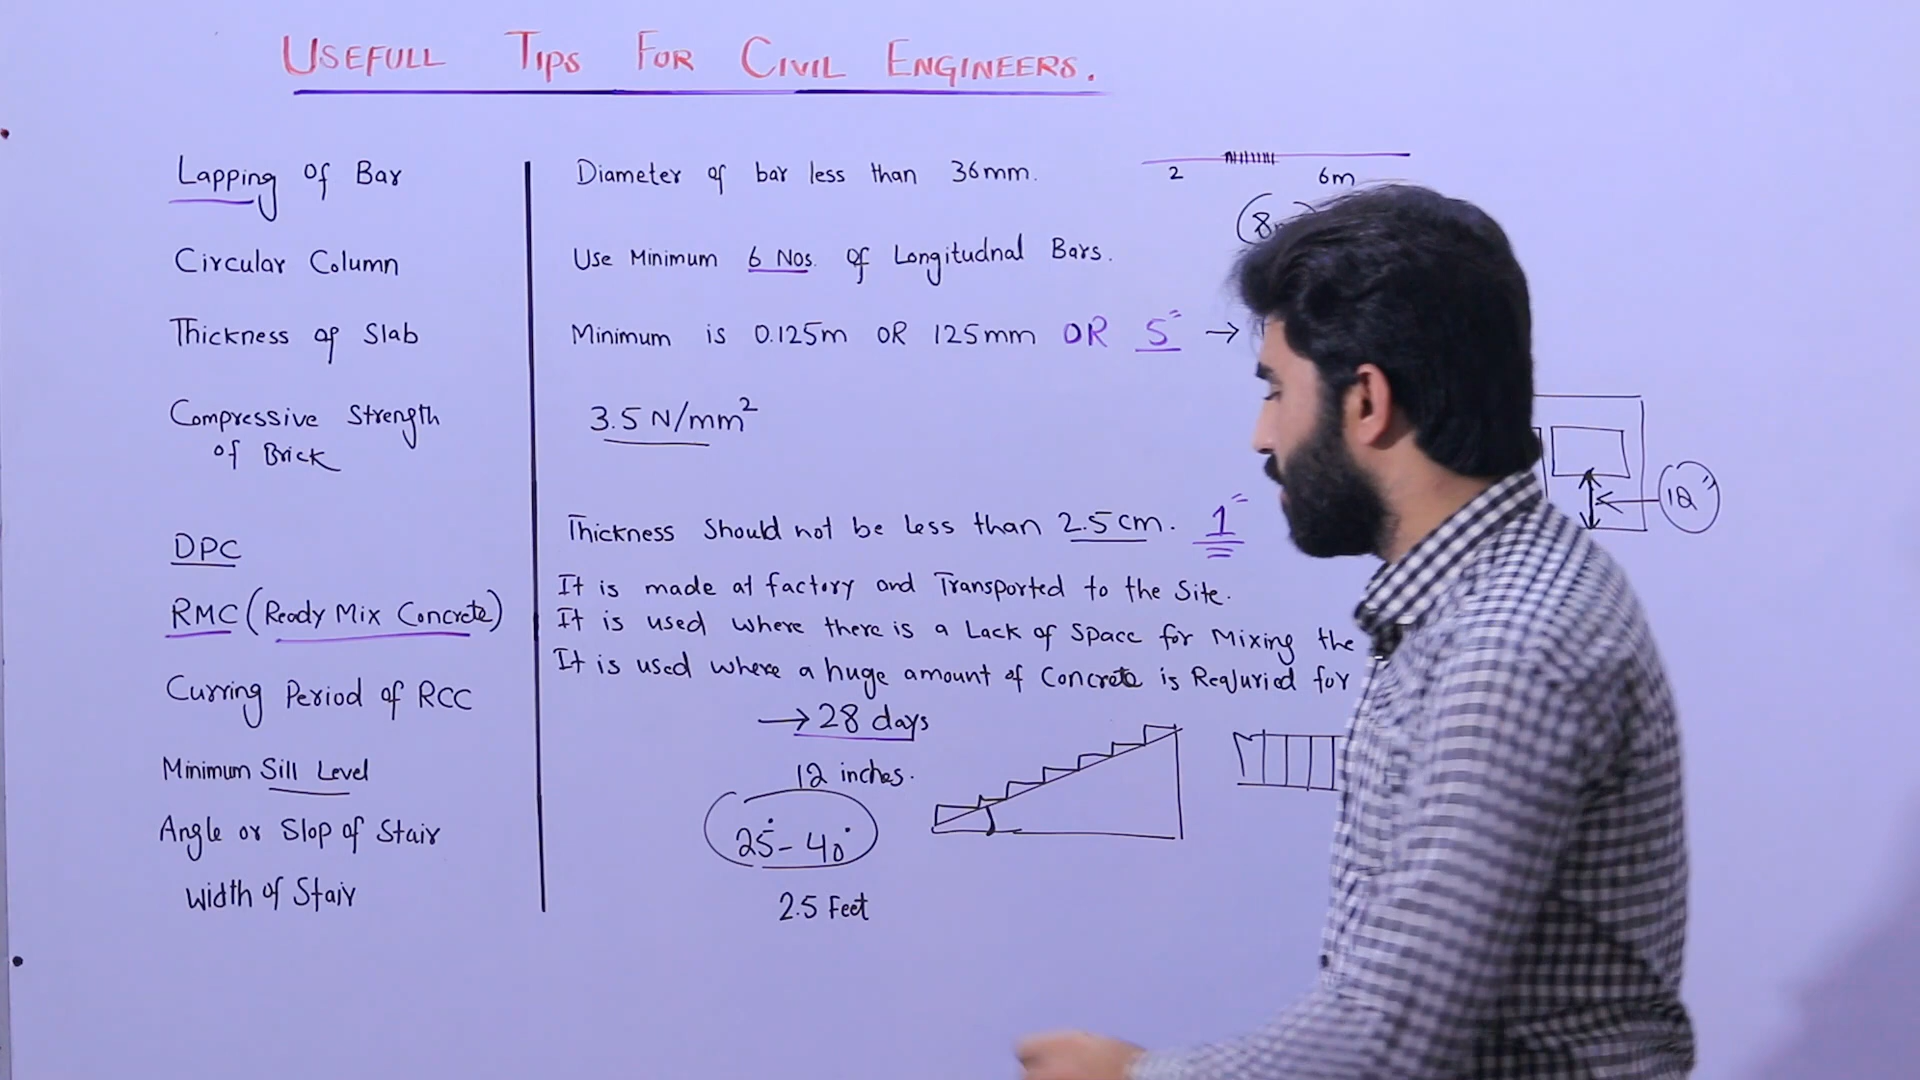 USEFULL TIPS FOR CIVIL ENGINEERS.
Lapping of Bar
Diameter of bar less than 36mm.
2 6m
Circular Column
Use Minimum 6 Nos. of Longitudnal Bars.
Thickness of Slab
Minimum is 0.125m OR 125mm OR 5" →
Compressive Strength
of Brick
3.5 N/mm²
12"
DPC
Thickness Should not be Less than 2.5 cm. 1"
RMC (Ready Mix Concrete)
It is made at factory and Transported to the Site.
It is used where there is a Lack of Space for Mixing the
It is used where a huge amount of Concrete is Reqjuried for
Curring Period of RCC
→ 28 days
Minimum Sill Level
12 inches.
Angle or Slop of Stair
25° - 40°
Width of Stair
2.5 Feet